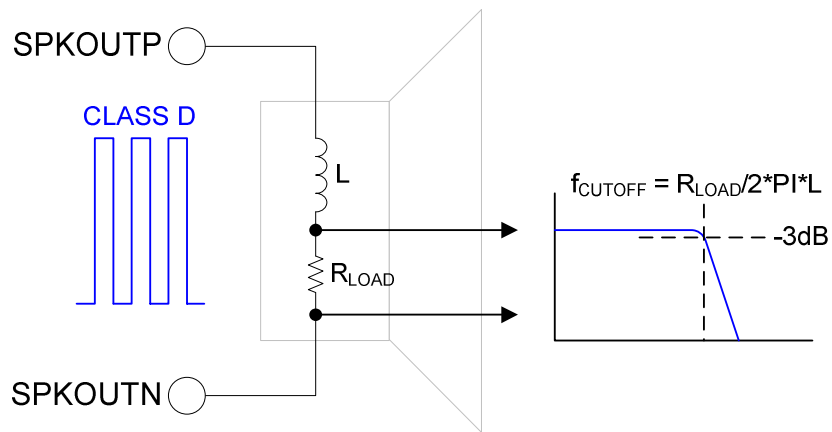 SPKOUTP
CLASS D
L
fCUTOFF = RLOAD/2*PI*L
-3dB
RLOAD
SPKOUTN